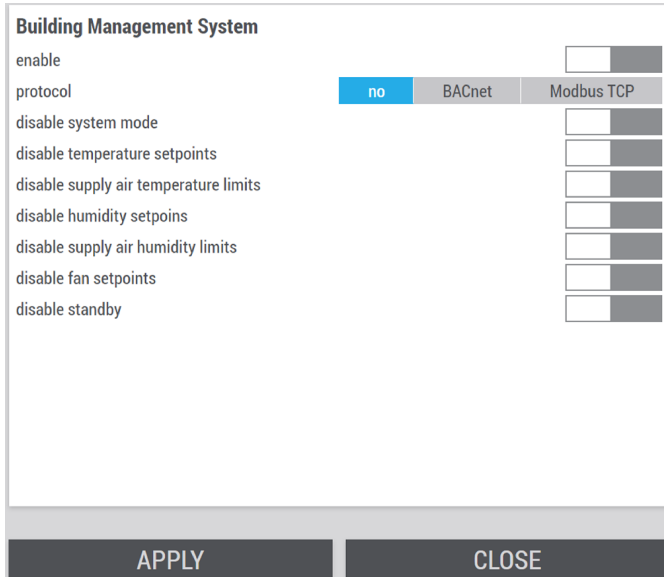 Building Management System
enable
protocol no BACnet Modbus TCP
disable system mode
disable temperature setpoints
disable supply air temperature limits
disable humidity setpoins
disable supply air humidity limits
disable fan setpoints
disable standby
APPLY CLOSE